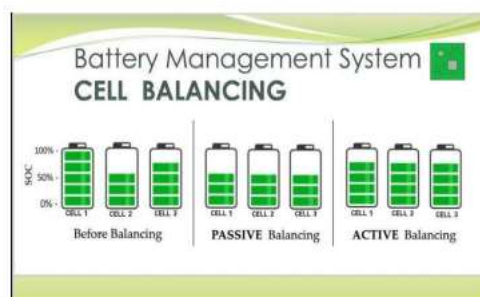 Battery Management System
CELL BALANCING
100% -
50% -
0% -
SOC
CELL 1 CELL 2 CELL 3
Before Balancing
CELL 1 CELL 2 CELL 3
PASSIVE Balancing
CELL 1 CELL 2 CELL 3
ACTIVE Balancing